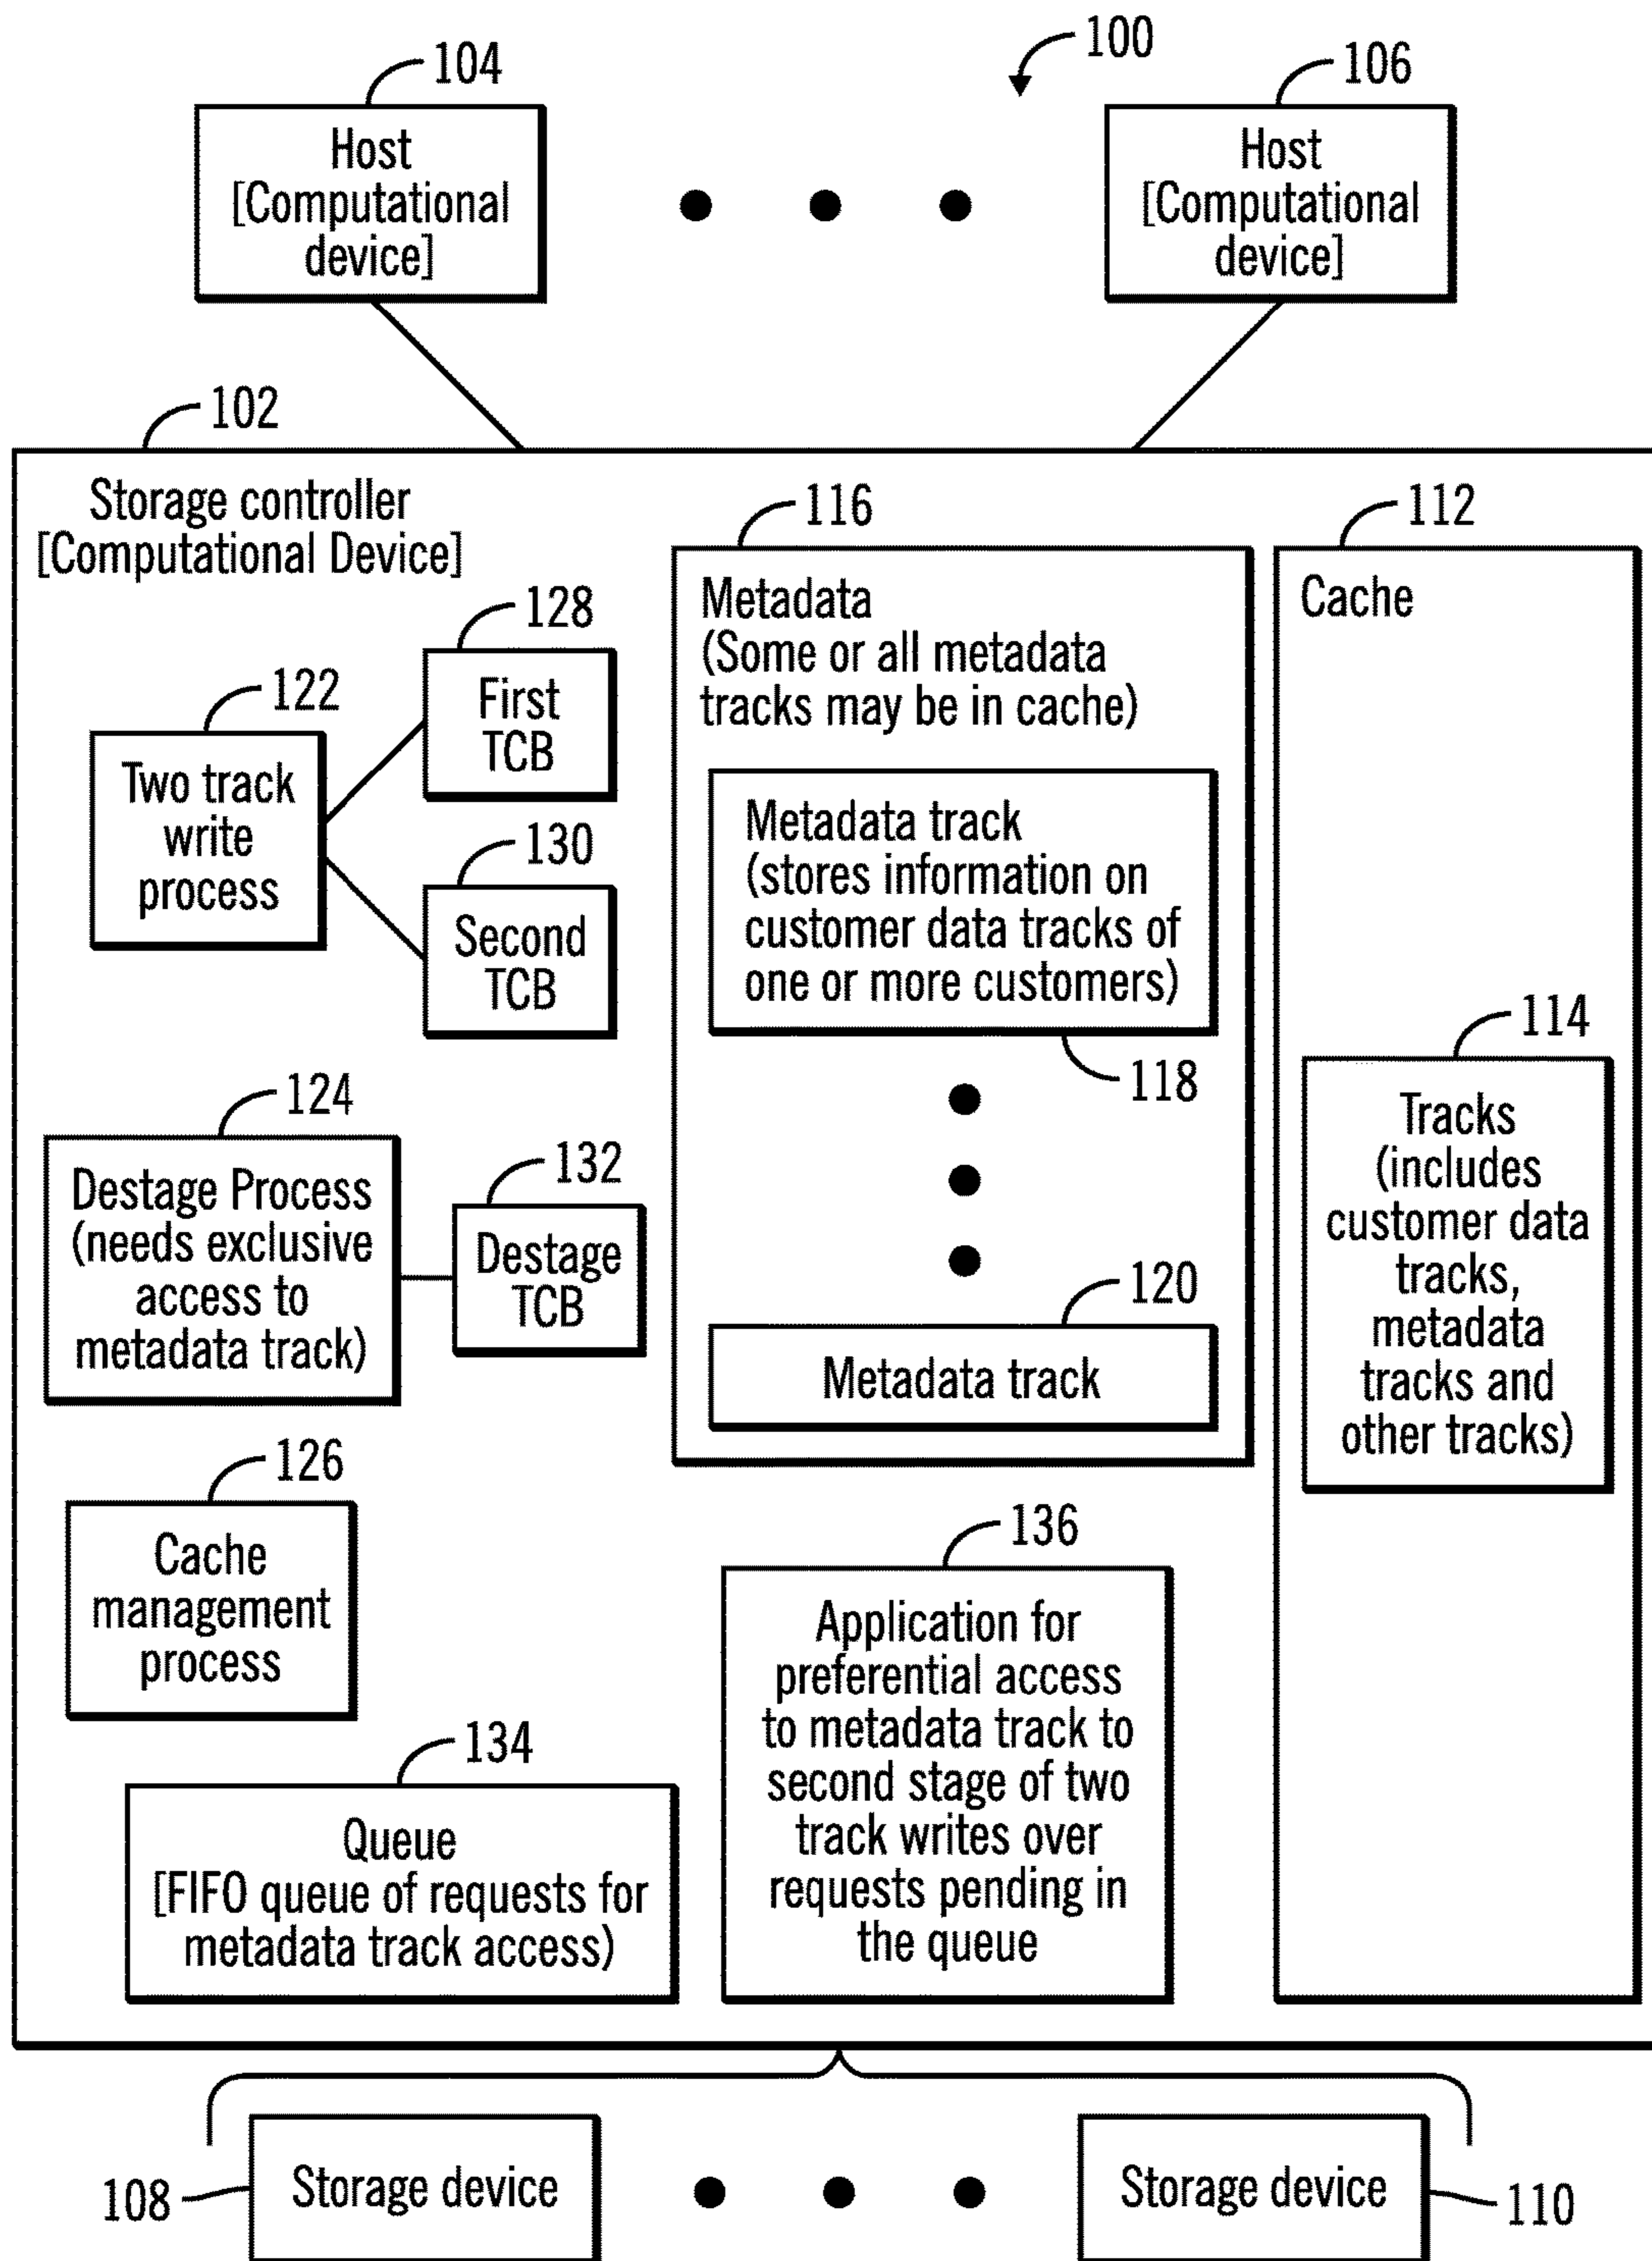 100
104
Host
[Computational
device]
106
Host
[Computational
device]
102
Storage controller
[Computational Device]
122
Two track
write
process
128
First
TCB
130
Second
TCB
124
Destage Process
(needs exclusive
access to
metadata track)
132
Destage
TCB
126
Cache
management
process
134
Queue
[FIFO queue of requests for
metadata track access)
116
Metadata
(Some or all metadata
tracks may be in cache)
Metadata track
(stores information on
customer data tracks of
one or more customers)
118
120
Metadata track
136
Application for
preferential access
to metadata track to
second stage of two
track writes over
requests pending in
the queue
112
Cache
114
Tracks
(includes
customer data
tracks,
metadata
tracks and
other tracks)
108
Storage device
Storage device
110